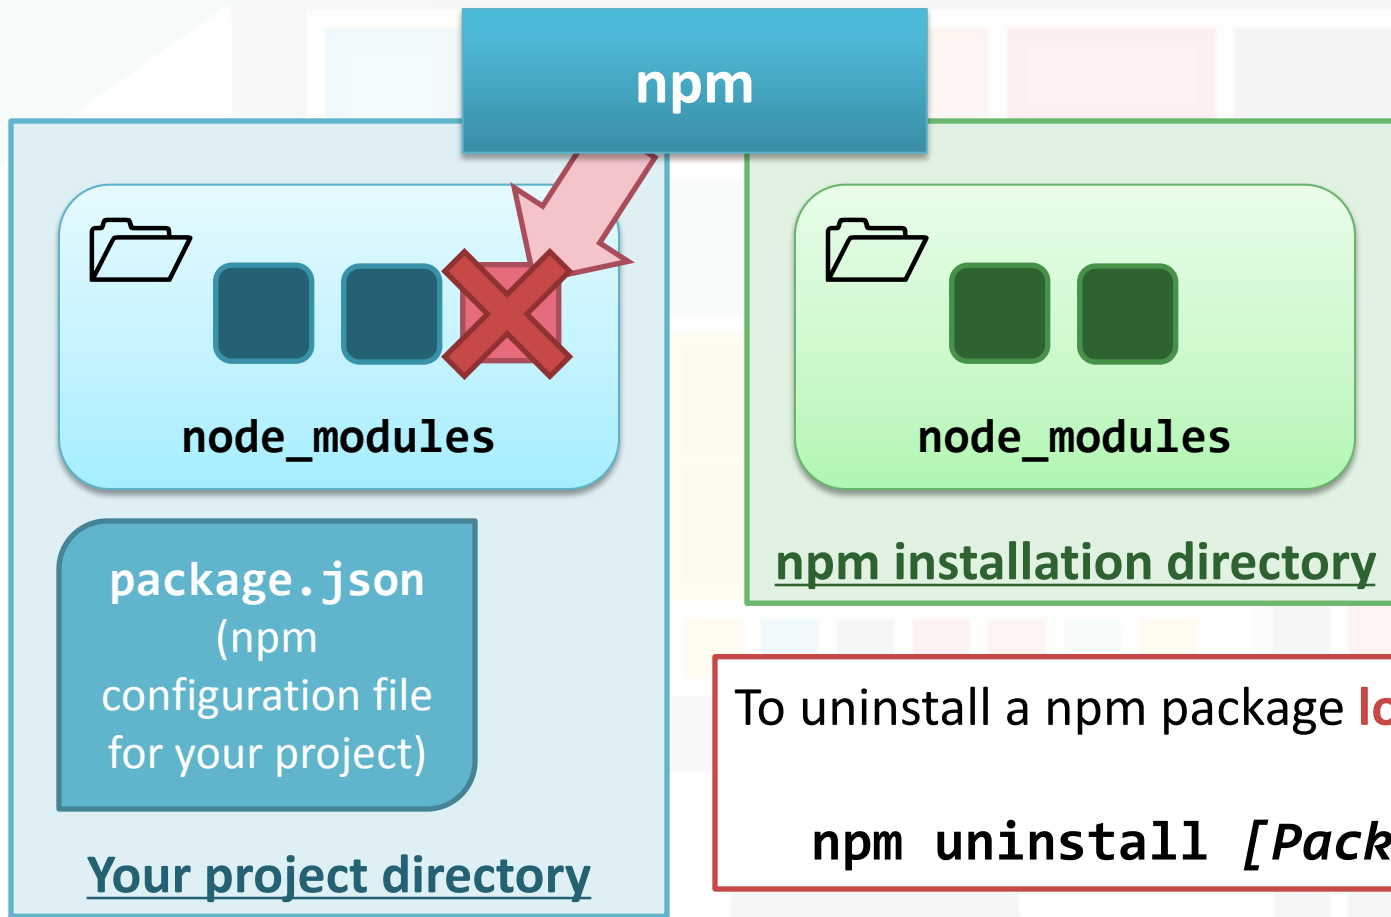 npm
node_modules
package.json
(npm
configuration file
for your project)
Your project directory
node_modules
npm installation directory
To uninstall a npm package
npm uninstall